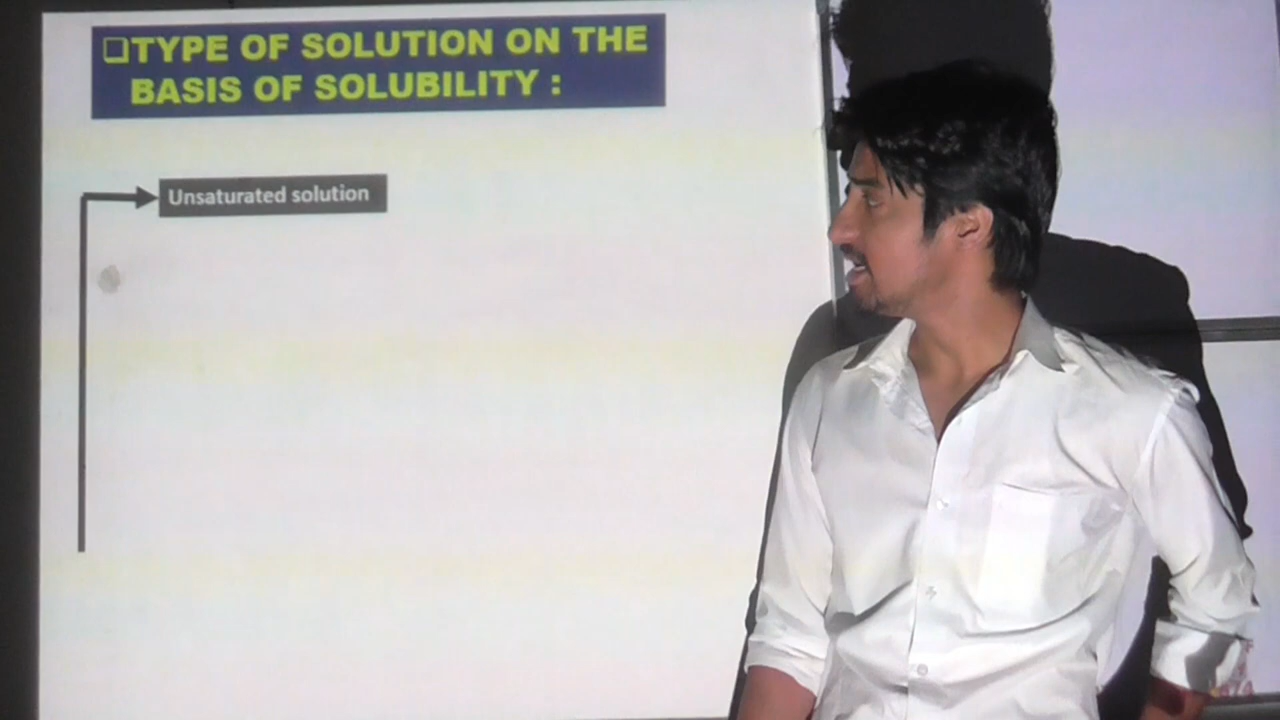 ❑TYPE OF SOLUTION ON THE
BASIS OF SOLUBILITY :
Unsaturated solution